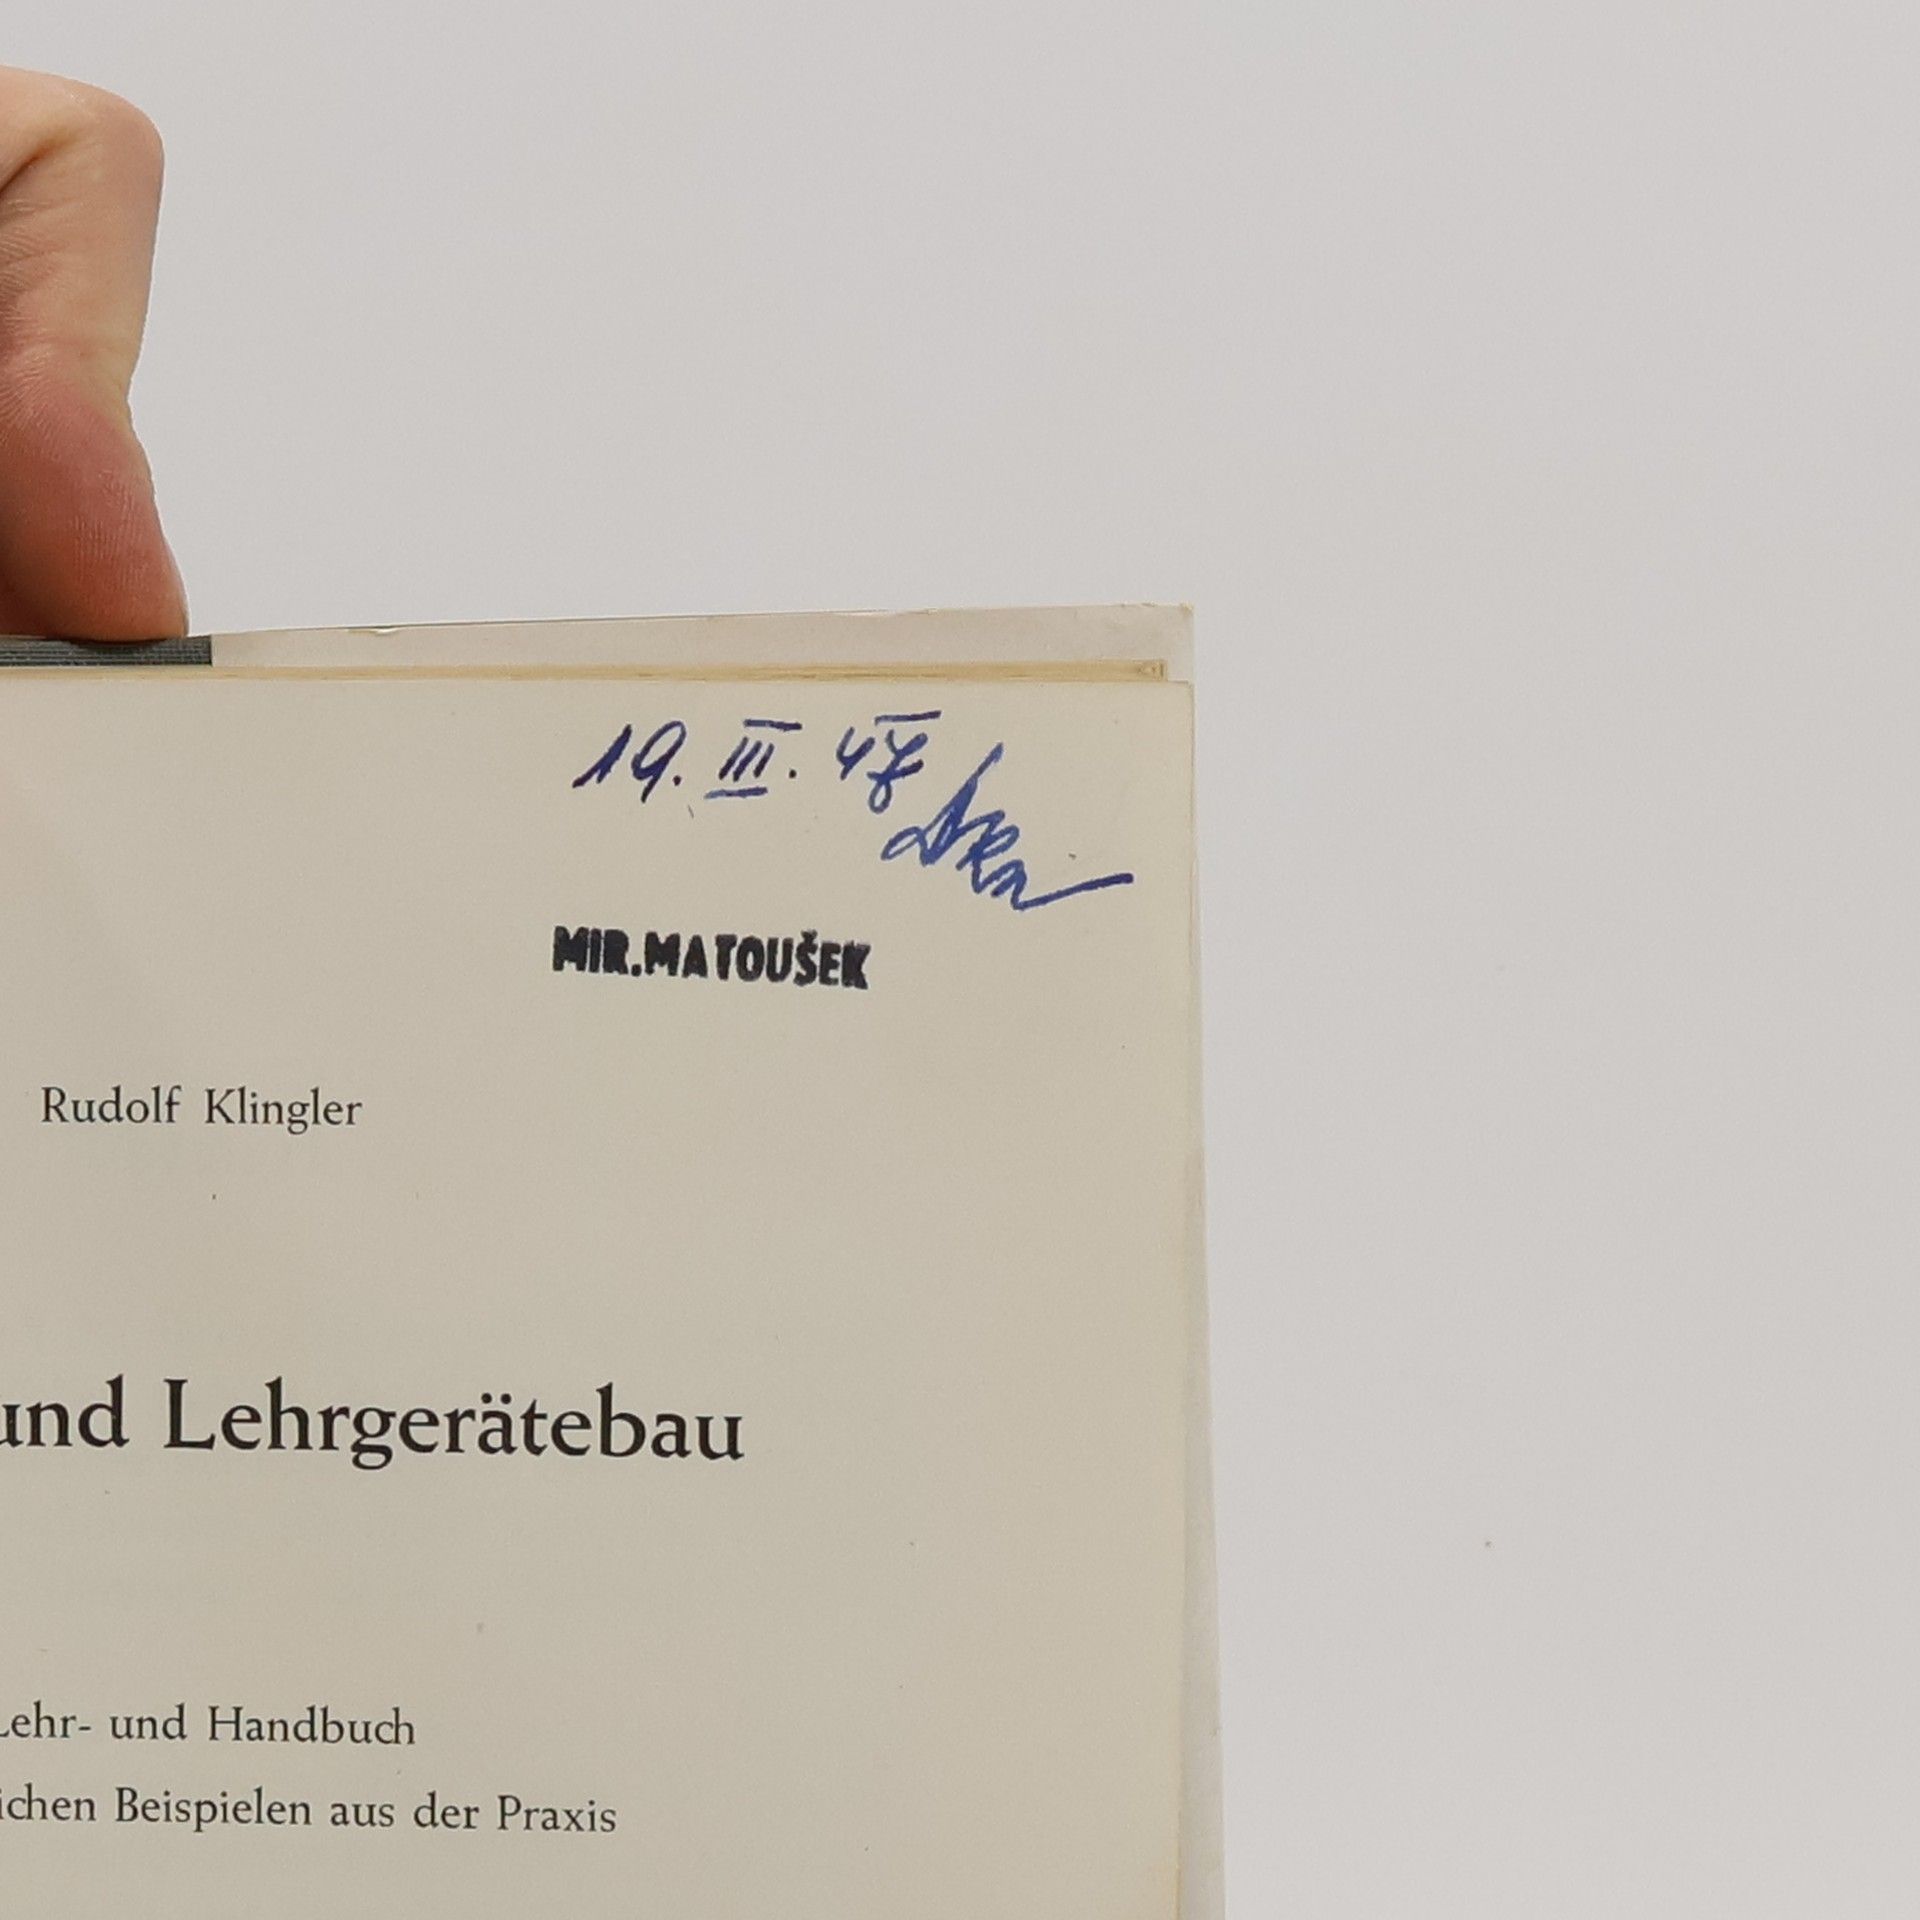 19. III. 47
MIR. MATOUŠEK
Rudolf Klingler
und Lehrgerätebau
Lehr- und Handbuch
ichen Beispielen aus der Praxis